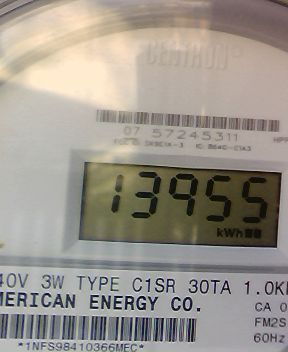 CENTRON®
07 57245311
13955
kWh
40V 3W TYPE C1SR 30TA 1.0K
MERICAN ENERGY CO.
CA 0
FM2S
60Hz
*1NFS98410366MEC*